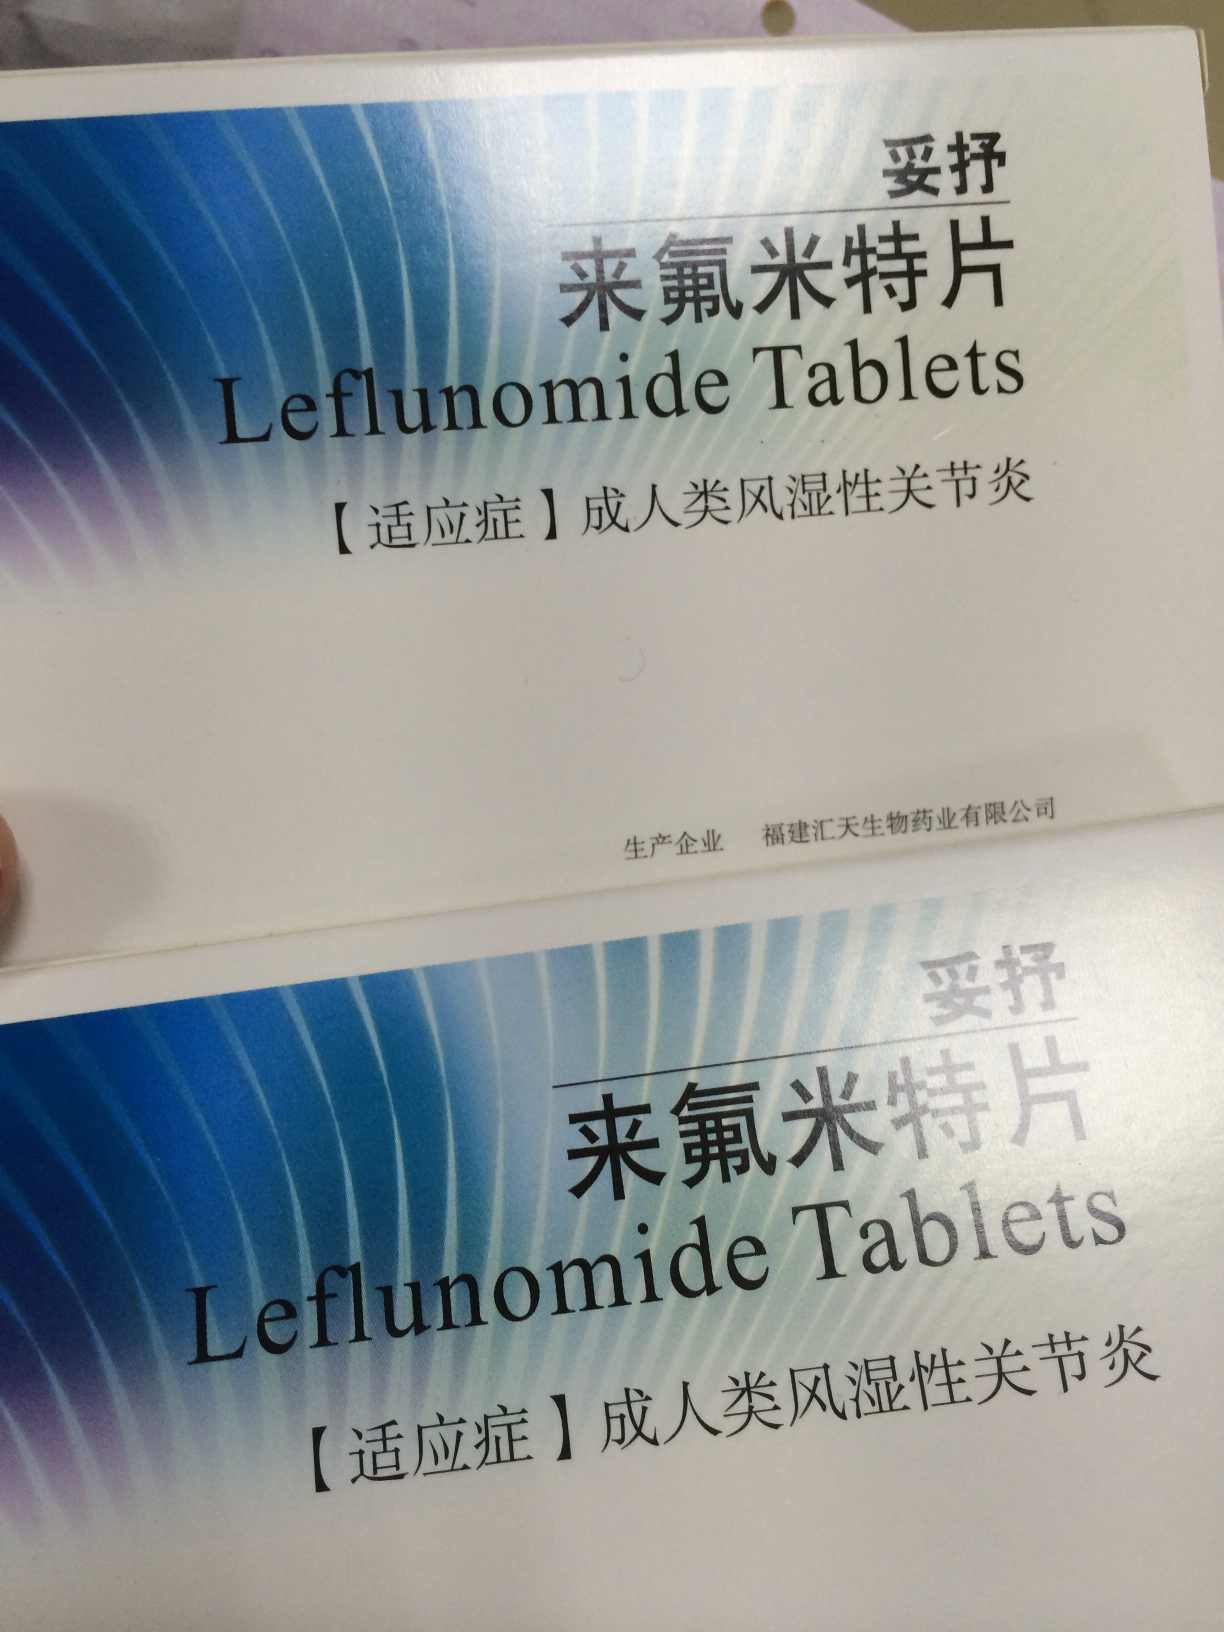 妥抒
来氟米特片
Leflunomide Tablets
【适应症】成人类风湿性关节炎
生产企业 福建汇天生物药业有限公司
妥抒
来氟米特片
Leflunomide Tablets
【适应症】成人类风湿性关节炎